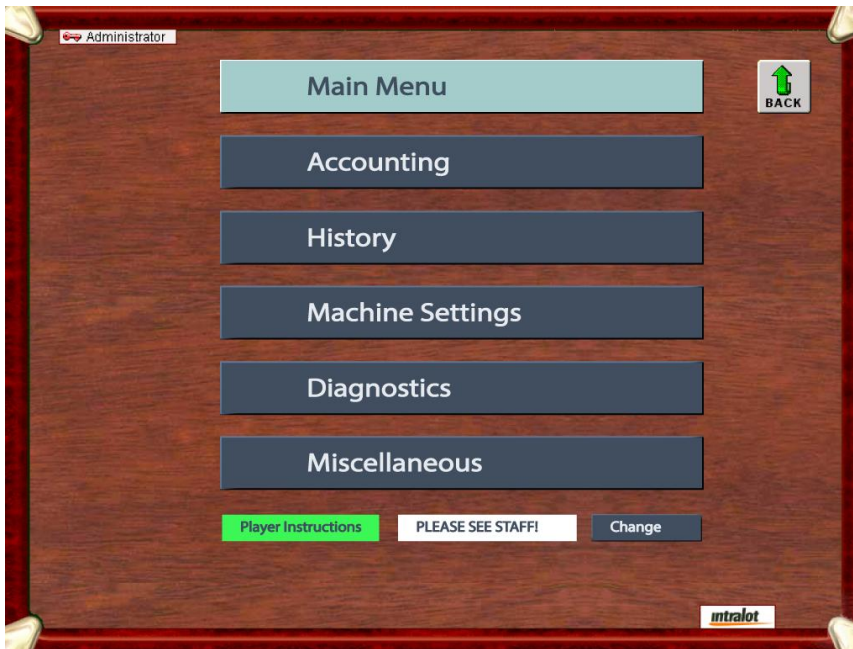 Administrator
Main Menu
BACK
Accounting
History
Machine Settings
Diagnostics
Miscellaneous
Player Instructions
PLEASE SEE STAFF!
Change
intralot